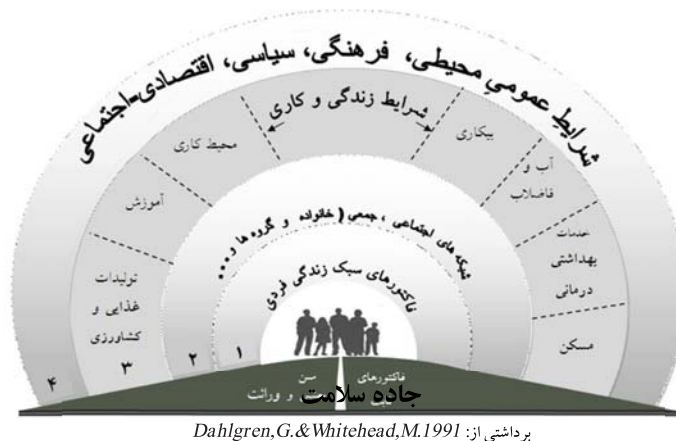 شرایط عمومی محیطی، فرهنگی، سیاسی، اقتصادی-اجتماعی
شرایط زندگی و کاری
بیکاری
آب و
فاضلاب
خدمات
بهداشتی
درمانی
مسکن
محیط کاری
آموزش
تولیدات
غذایی و
کشاورزی
شبکه های اجتماعی ، جمعی (خانواده و گروه ها و...
فاکتورهای سبک زندگی فردی
۱
۲
۳
۴
فاکتورهای
سن
و وراثت
جاده سلامت
برداشتی از: Dahlgren,G.&Whitehead,M.1991